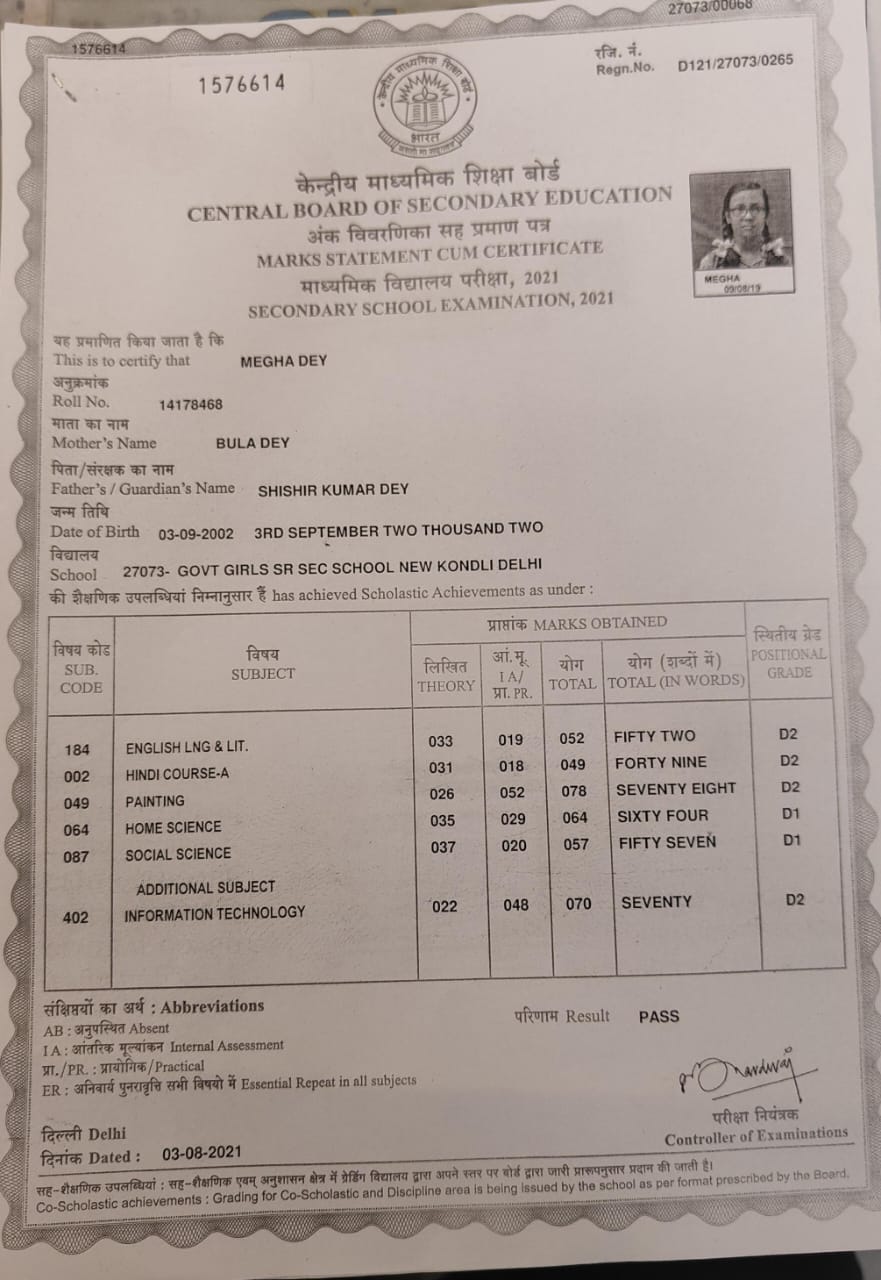 27073/00068
1576614
1576614
रजि. नं.
Regn.No. D121/27073/0265
केन्द्रीय माध्यमिक शिक्षा बोर्ड
भारत
केन्द्रीय माध्यमिक शिक्षा बोर्ड
CENTRAL BOARD OF SECONDARY EDUCATION
अंक विवरणिका सह प्रमाण पत्र
MARKS STATEMENT CUM CERTIFICATE
माध्यमिक विद्यालय परीक्षा, 2021
SECONDARY SCHOOL EXAMINATION, 2021
MEGHA
09/08/19
यह प्रमाणित किया जाता है कि
This is to certify that MEGHA DEY
अनुक्रमांक
Roll No. 14178468
माता का नाम
Mother's Name BULA DEY
पिता/संरक्षक का नाम
Father's / Guardian's Name SHISHIR KUMAR DEY
जन्म तिथि
Date of Birth 03-09-2002 3RD SEPTEMBER TWO THOUSAND TWO
विद्यालय
School 27073- GOVT GIRLS SR SEC SCHOOL NEW KONDLI DELHI
की शैक्षणिक उपलब्धियां निम्नानुसार हैं has achieved Scholastic Achievements as under :
विषय कोड
SUB.
CODE
विषय
SUBJECT
प्राप्तांक MARKS OBTAINED
लिखित
THEORY
आं.मू.
I A/
प्रा. PR.
योग
TOTAL
योग (शब्दों में)
TOTAL (IN WORDS)
स्थितीय ग्रेड
POSITIONAL
GRADE
184 ENGLISH LNG & LIT. 033 019 052 FIFTY TWO D2
002 HINDI COURSE-A 031 018 049 FORTY NINE D2
049 PAINTING 026 052 078 SEVENTY EIGHT D2
064 HOME SCIENCE 035 029 064 SIXTY FOUR D1
087 SOCIAL SCIENCE 037 020 057 FIFTY SEVEN D1
ADDITIONAL SUBJECT
402 INFORMATION TECHNOLOGY 022 048 070 SEVENTY D2
संक्षिप्तयों का अर्थ : Abbreviations
AB : अनुपस्थित Absent
I A : आंतरिक मूल्यांकन Internal Assessment
प्रा./PR. : प्रायोगिक/Practical
ER : अनिवार्य पुनरावृत्ति सभी विषयो में Essential Repeat in all subjects
परिणाम Result PASS
परीक्षा नियंत्रक
Controller of Examinations
दिल्ली Delhi
दिनांक Dated : 03-08-2021
सह-शैक्षणिक उपलब्धियां : सह-शैक्षणिक एवम् अनुशासन क्षेत्र में ग्रेडिंग विद्यालय द्वारा अपने स्तर पर बोर्ड द्वारा जारी प्रारूपनुसार प्रदान की जाती है।
Co-Scholastic achievements : Grading for Co-Scholastic and Discipline area is being issued by the school as per format prescribed by the Board.